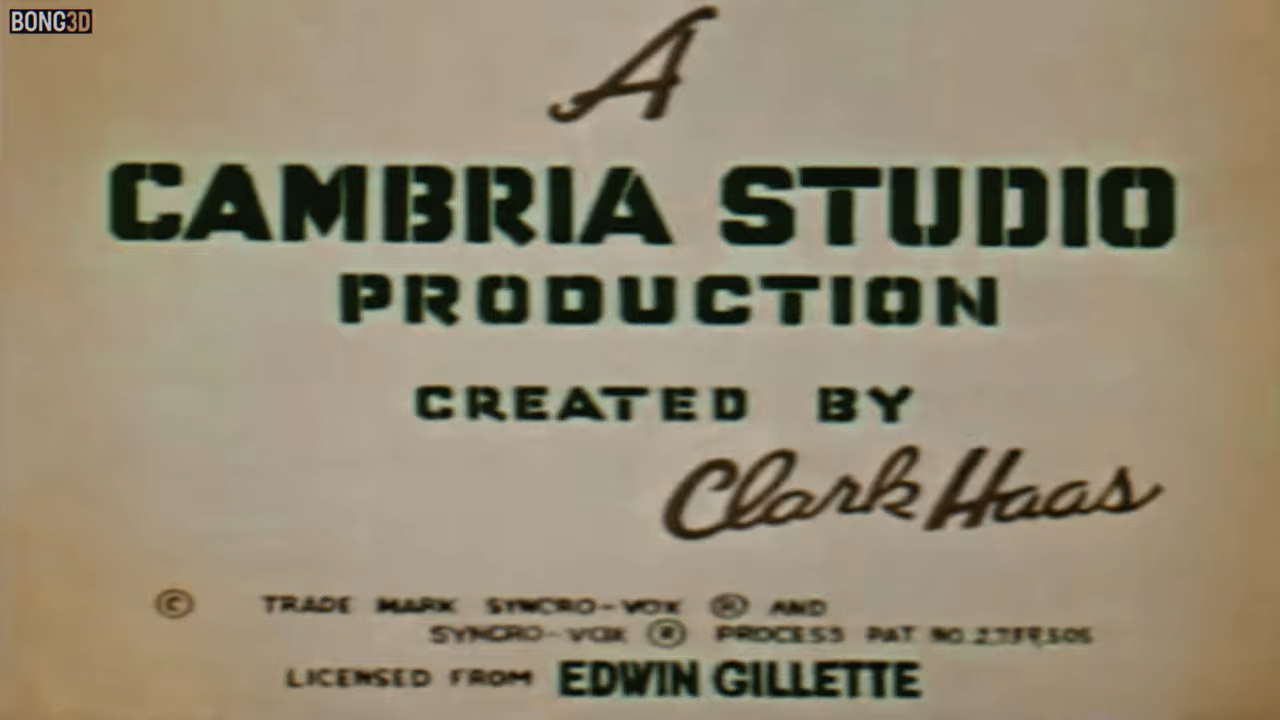 BONG3D
A
CAMBRIA STUDIO
PRODUCTION
CREATED BY
Clark Haas
© TRADE MARK SYNCRO-VOX ® AND
SYNCRO-VOX ® PROCESS PAT NO.
LICENSED FROM EDWIN GILLETTE